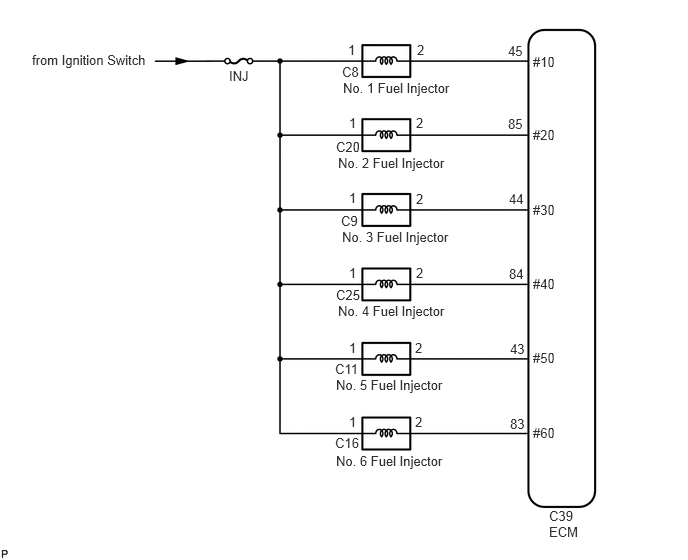 from Ignition Switch
INJ
1 2 45 #10
C8
No. 1 Fuel Injector
1 2 85 #20
C20
No. 2 Fuel Injector
1 2 44 #30
C9
No. 3 Fuel Injector
1 2 84 #40
C25
No. 4 Fuel Injector
1 2 43 #50
C11
No. 5 Fuel Injector
1 2 83 #60
C16
No. 6 Fuel Injector
C39
ECM
P